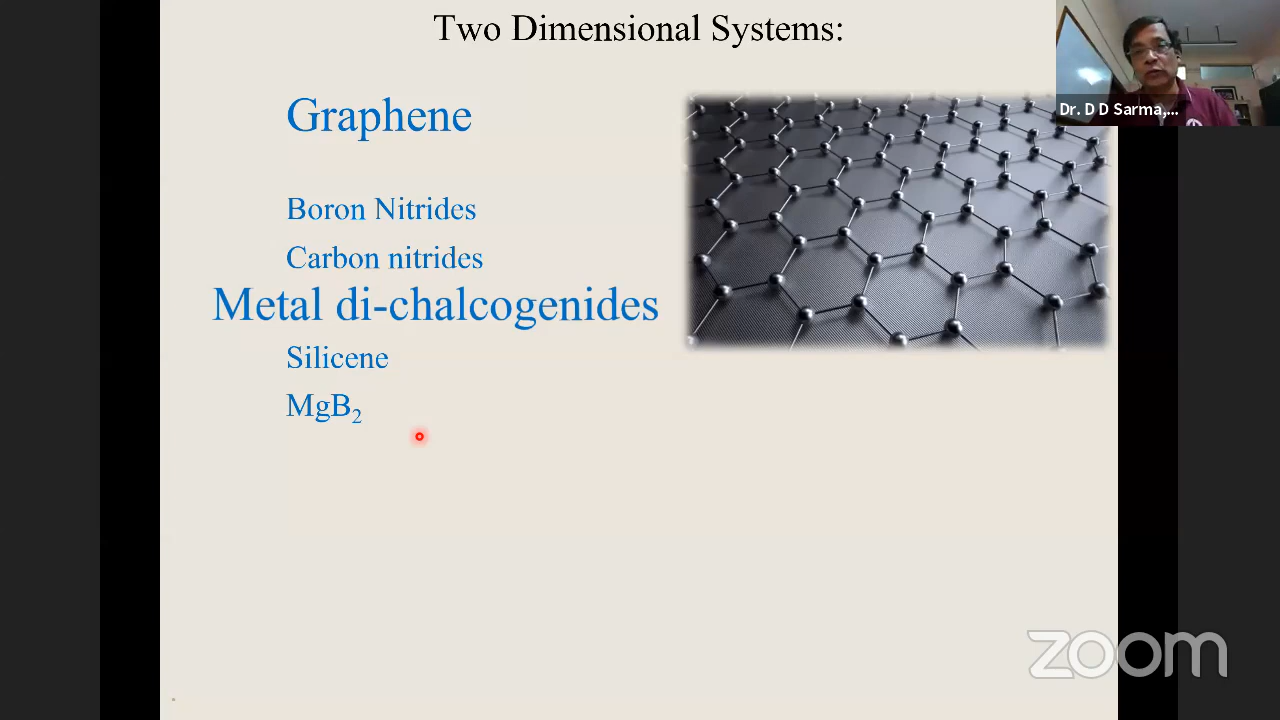 Two Dimensional Systems:
Graphene
Boron Nitrides
Carbon nitrides
Metal di-chalcogenides
Silicene
MgB₂
Dr. D D Sarma,...
zoom